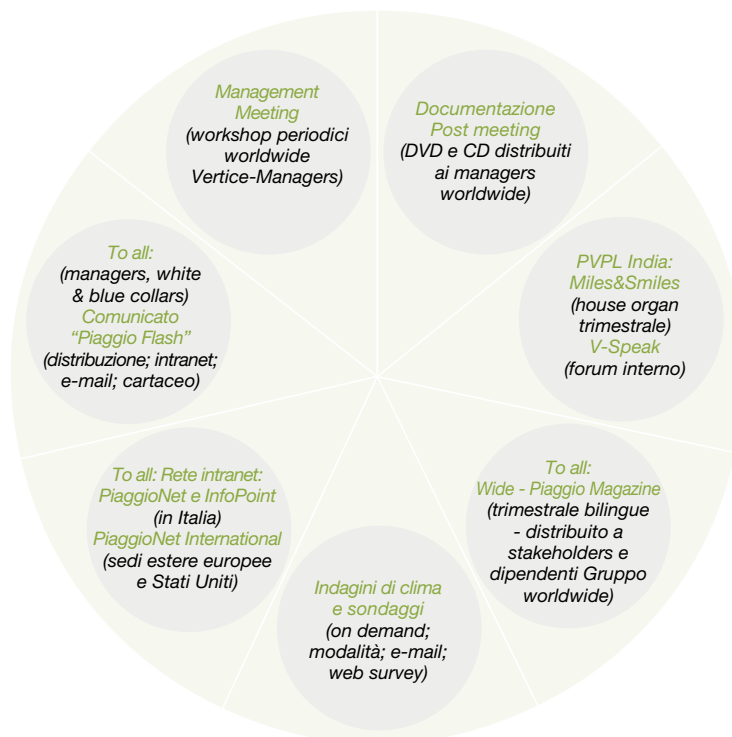 Management
Meeting
(workshop periodici
worldwide
Vertice-Managers)
Documentazione
Post meeting
(DVD e CD distribuiti
ai managers
worldwide)
PVPL India:
Miles&Smiles
(house organ
trimestrale)
V-Speak
(forum interno)
To all:
Wide - Piaggio Magazine
(trimestrale bilingue
- distribuito a
stakeholders e
dipendenti Gruppo
worldwide)
Indagini di clima
e sondaggi
(on demand;
modalità; e-mail;
web survey)
To all: Rete intranet:
PiaggioNet e InfoPoint
(in Italia)
PiaggioNet International
(sedi estere europee
e Stati Uniti)
To all:
(managers, white
& blue collars)
Comunicato
“Piaggio Flash”
(distribuzione; intranet;
e-mail; cartaceo)